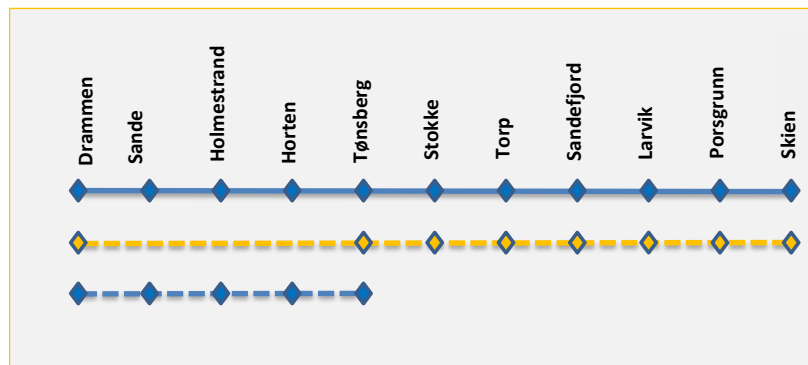 Drammen
Sande
Holmestrand
Horten
Tønsberg
Stokke
Torp
Sandefjord
Larvik
Porsgrunn
Skien